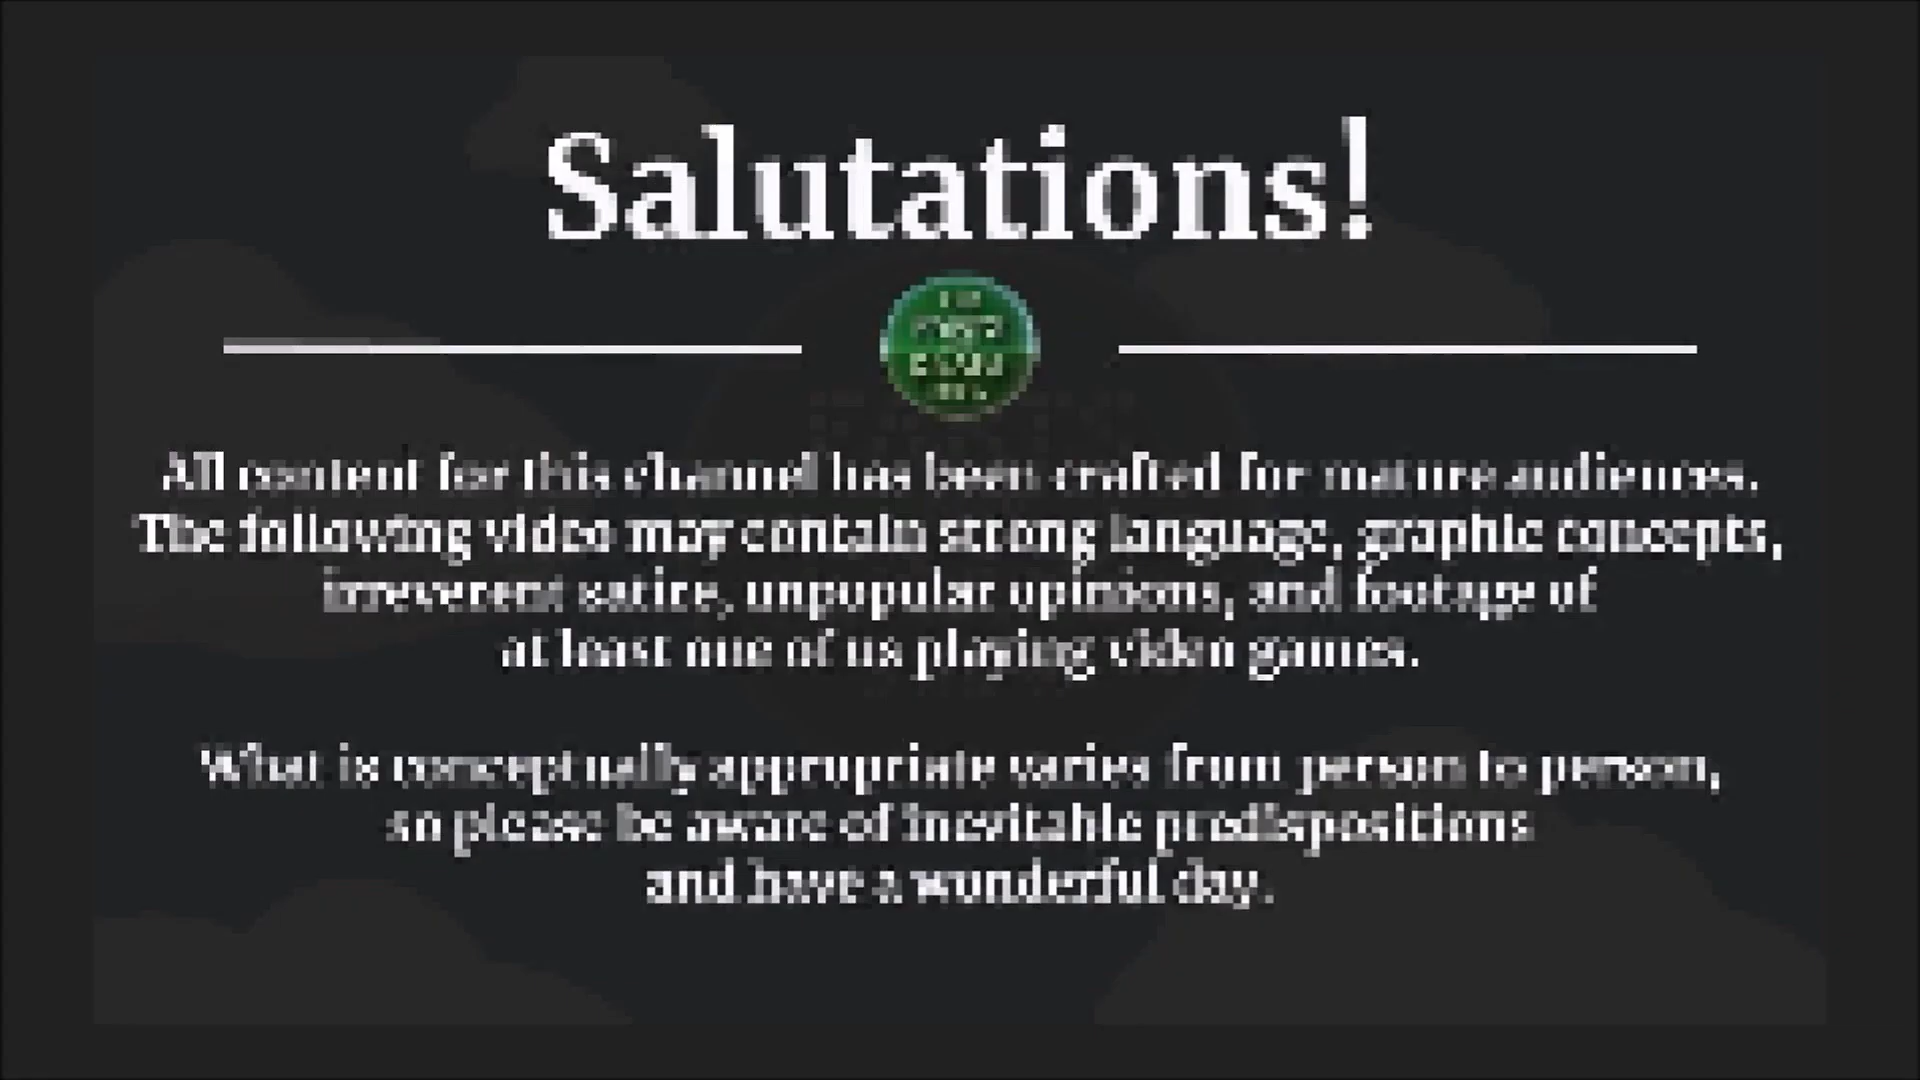 Salutations!
All content for this channel has been crafted for mature audiences.
The following video may contain strong language, graphic concepts,
irreverent satire, unpopular opinions, and footage of
at least one of us playing video games.
What is conceptually appropriate varies from person to person,
so please be aware of inevitable predispositions
and have a wonderful day.